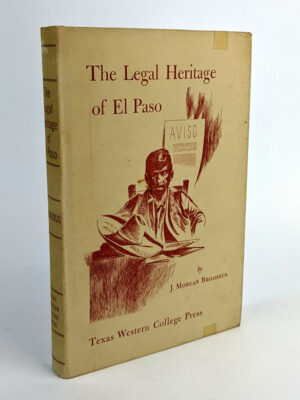 The Legal Heritage
of El Paso
AVISO
by
J. MORGAN BROADDUS
Texas Western College Press
The
Legal
Heritage
of
El Paso
BROADDUS